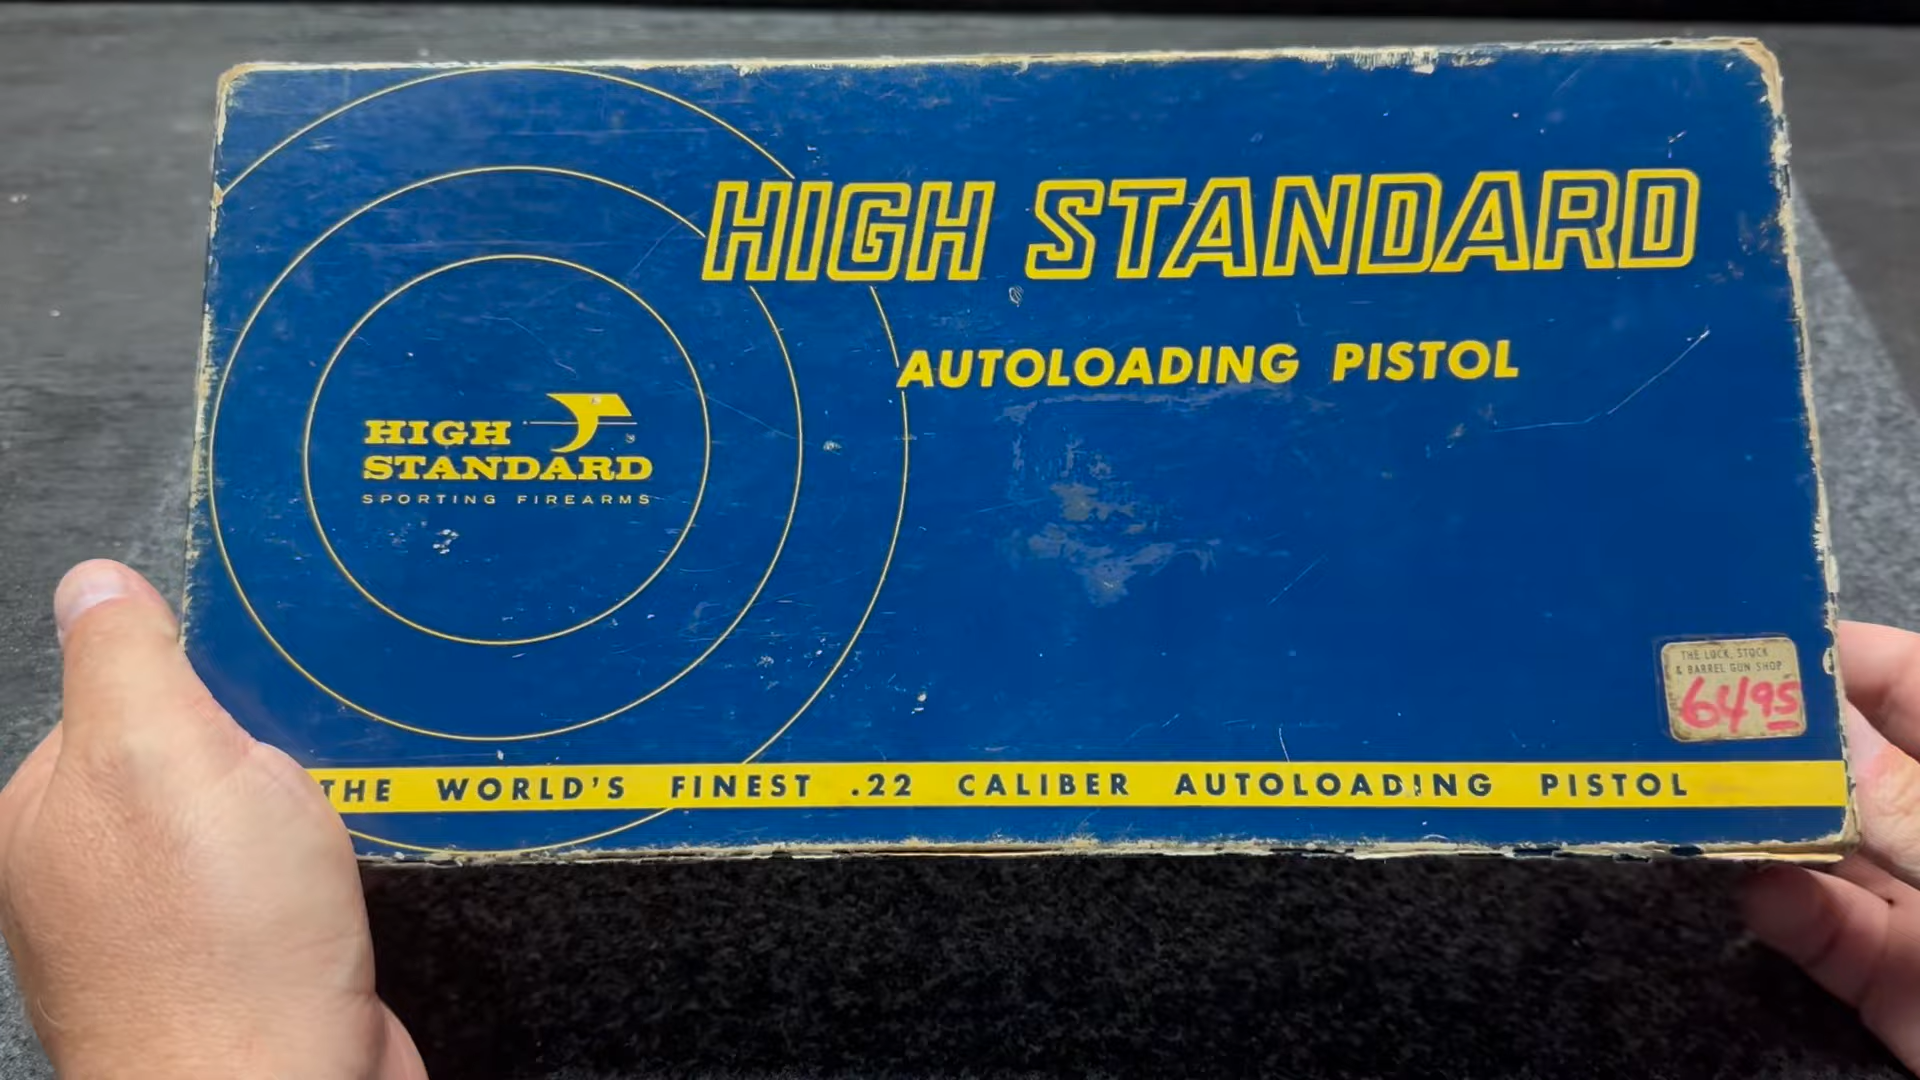 HIGH STANDARD
AUTOLOADING PISTOL
HIGH
STANDARD
SPORTING FIREARMS
THE LOCK, STOCK
& BARREL GUN SHOP
6495
THE WORLD'S FINEST .22 CALIBER AUTOLOADING PISTOL